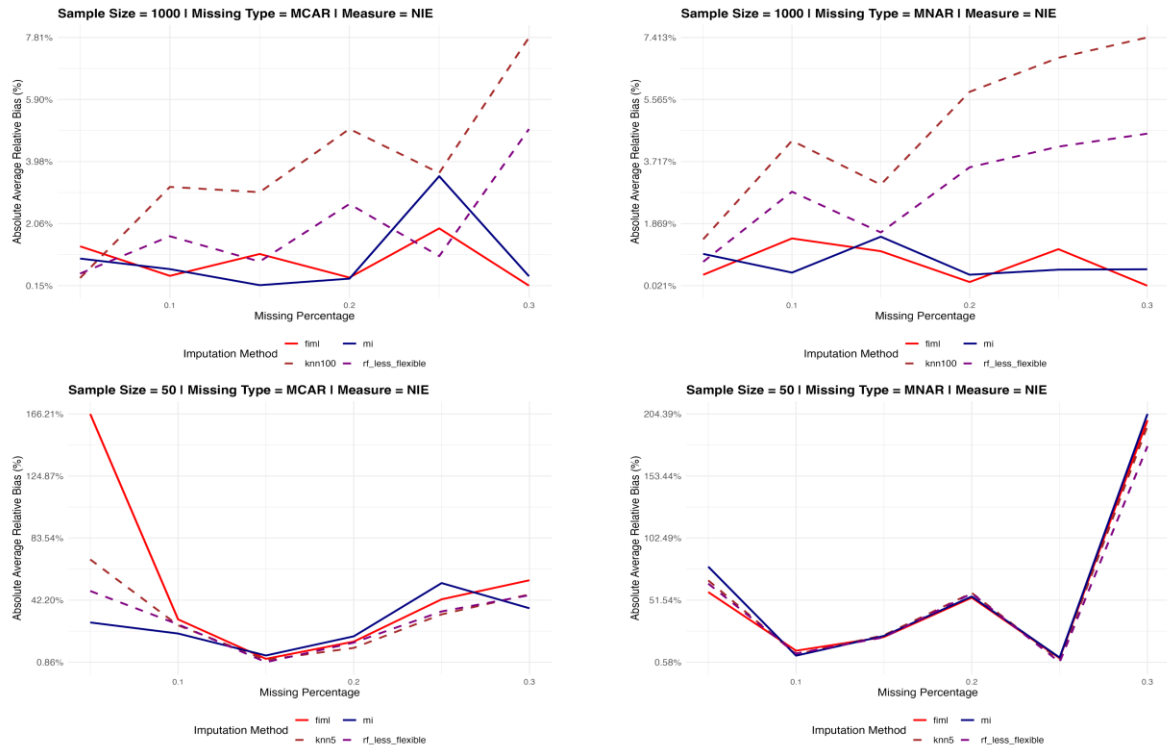 Sample Size = 1000 | Missing Type = MCAR | Measure = NIE
7.81%
5.90%
3.98%
2.06%
0.15%
Absolute Average Relative Bias (%)
0.1
0.2
0.3
Missing Percentage
Imputation Method
fiml
mi
knn100
rf_less_flexible
Sample Size = 1000 | Missing Type = MNAR | Measure = NIE
7.413%
5.565%
3.717%
1.869%
0.021%
Absolute Average Relative Bias (%)
0.1
0.2
0.3
Missing Percentage
Imputation Method
fiml
mi
knn100
rf_less_flexible
Sample Size = 50 | Missing Type = MCAR | Measure = NIE
166.21%
124.87%
83.54%
42.20%
0.86%
Absolute Average Relative Bias (%)
0.1
0.2
0.3
Missing Percentage
Imputation Method
fiml
mi
knn5
rf_less_flexible
Sample Size = 50 | Missing Type = MNAR | Measure = NIE
204.39%
153.44%
102.49%
51.54%
0.58%
Absolute Average Relative Bias (%)
0.1
0.2
0.3
Missing Percentage
Imputation Method
fiml
mi
knn5
rf_less_flexible